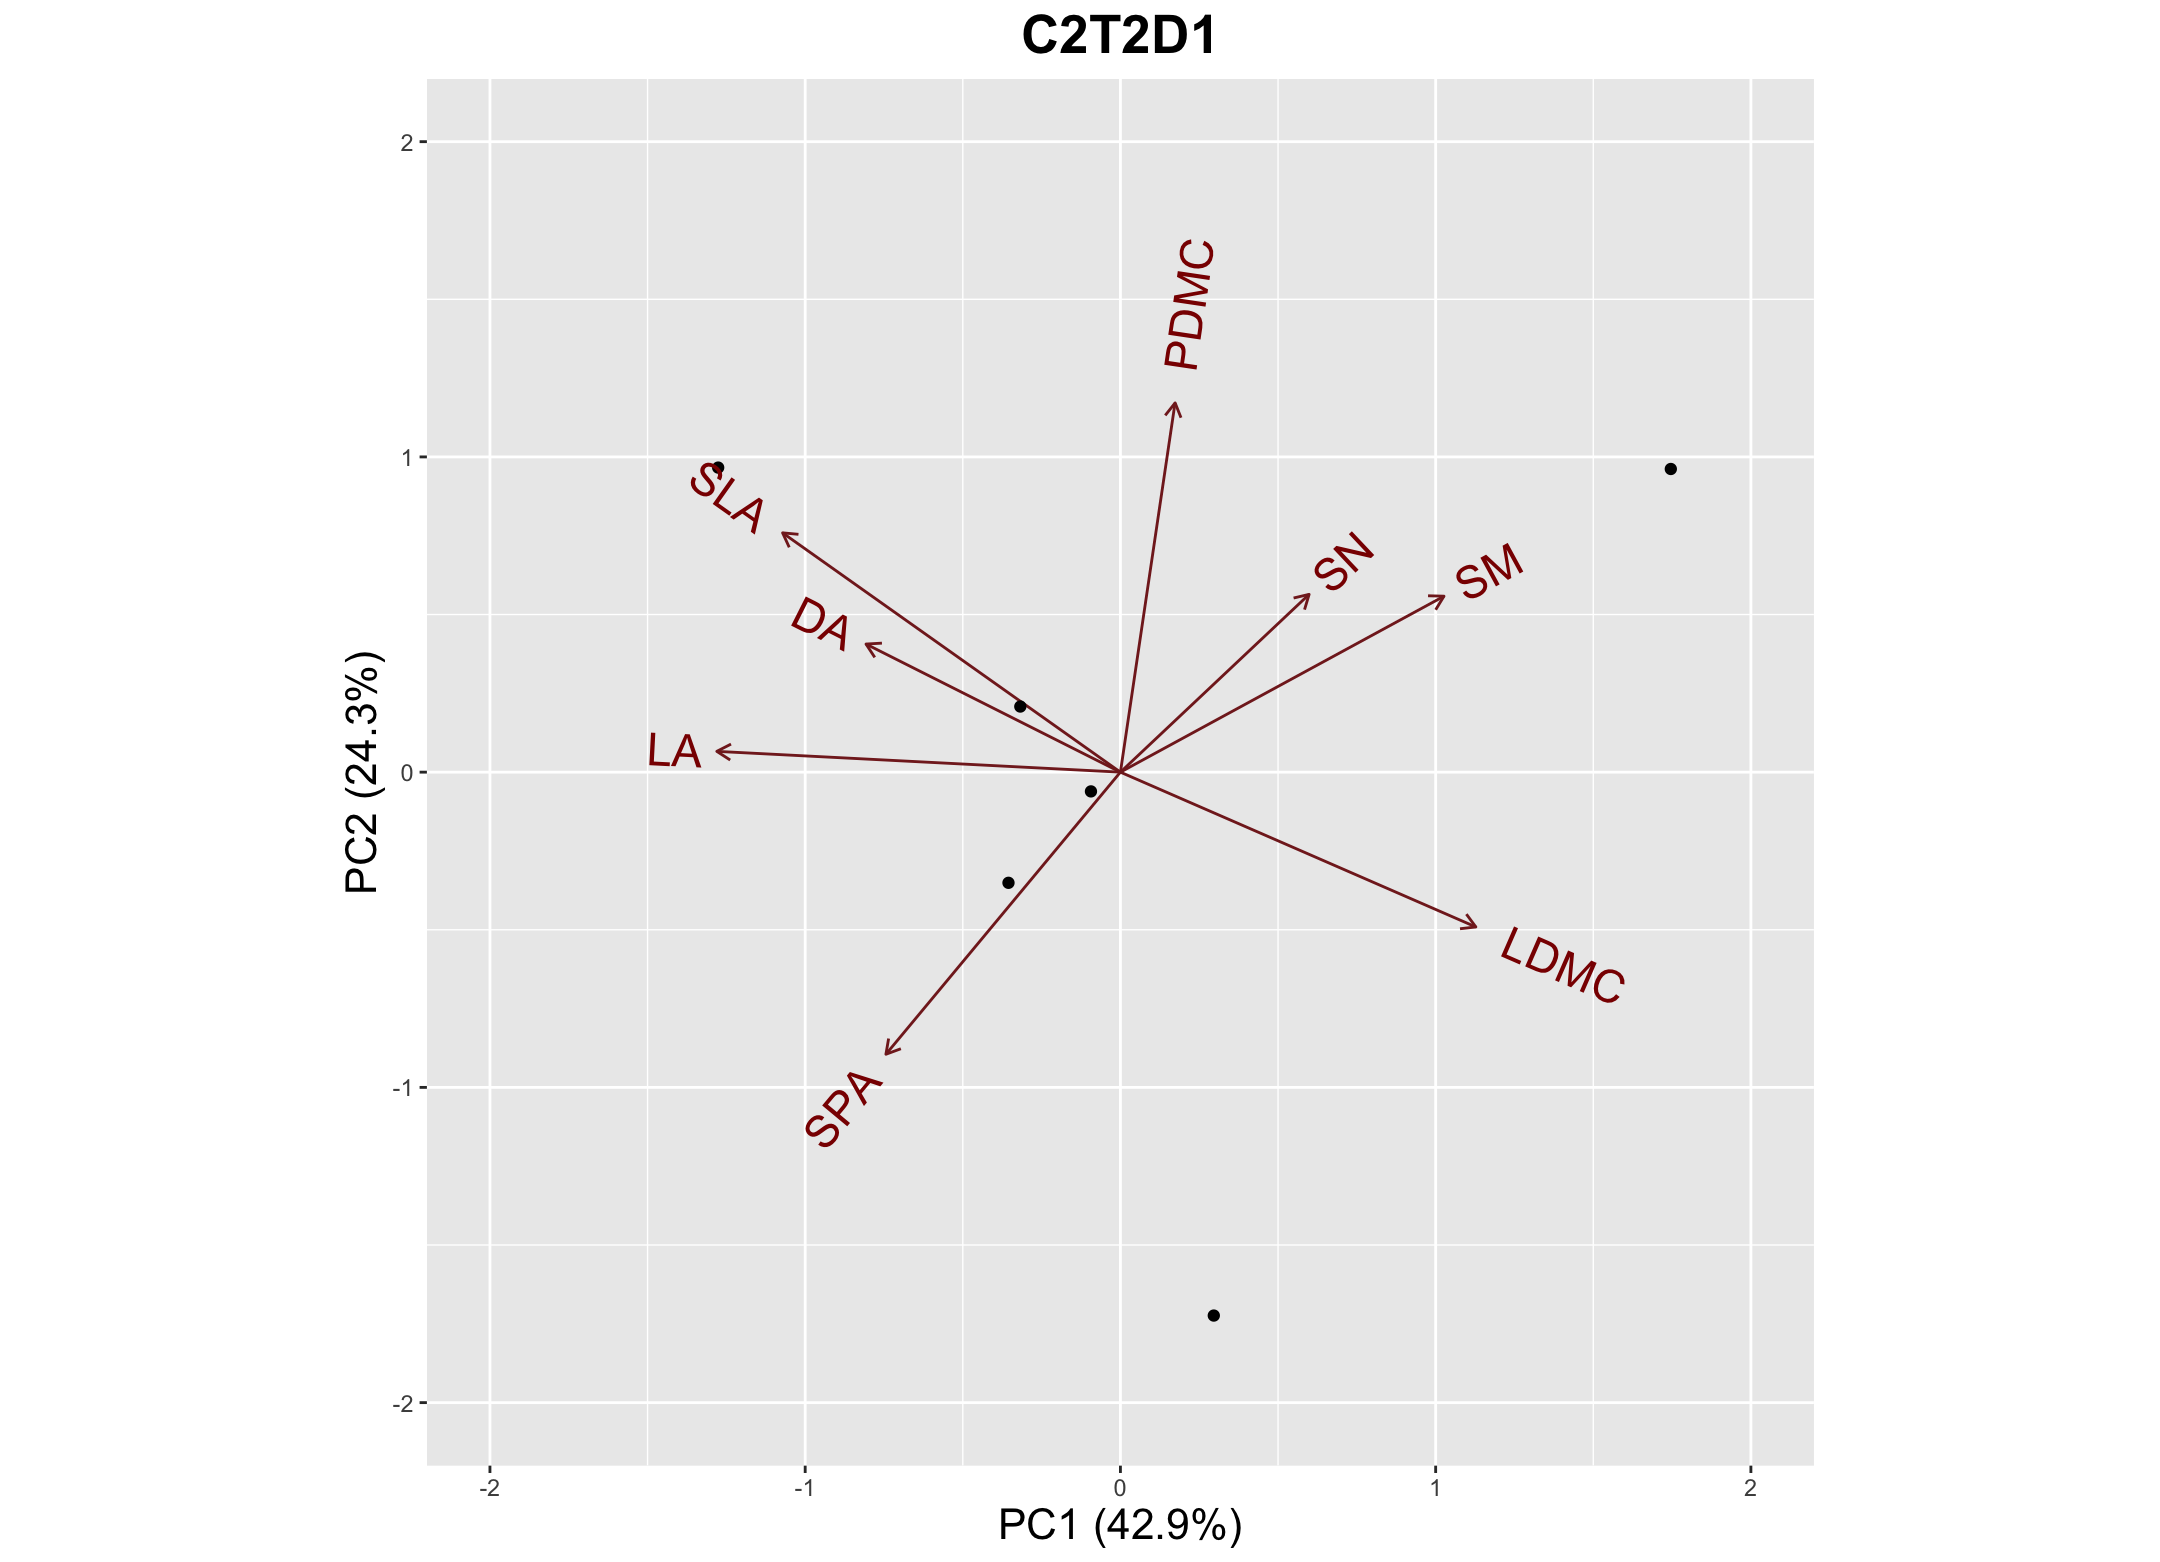 C2T2D1
2
1
0
-1
-2
PC2 (24.3%)
PDMC
SLA
SN
SM
DA
LA
LDMC
SPA
-2
-1
0
1
2
PC1 (42.9%)